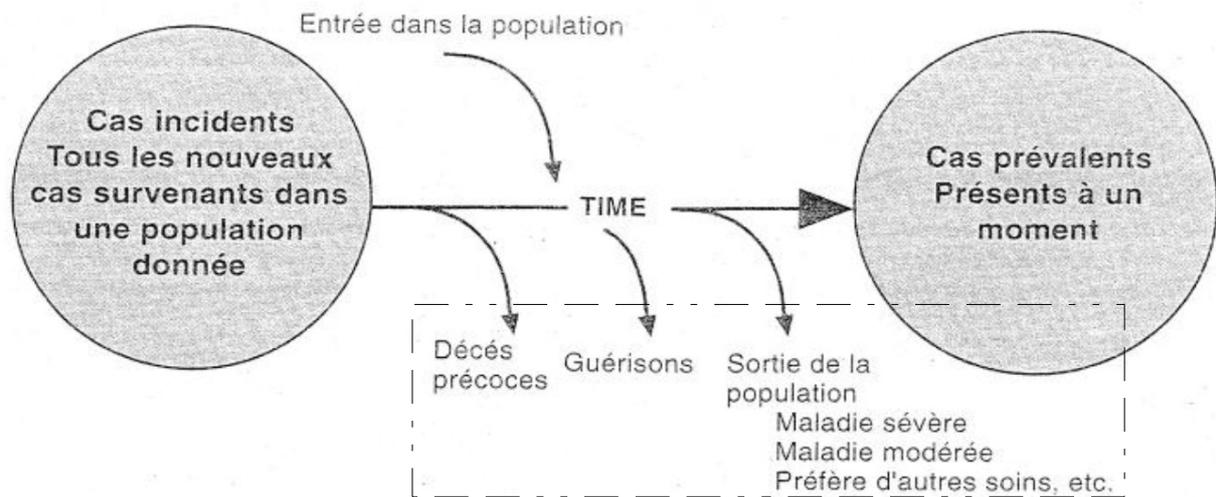 Entrée dans la population
Cas incidents
Tous les nouveaux
cas survenants dans
une population
donnée
TIME
Cas prévalents
Présents à un
moment
Décés
précoces
Guérisons
Sortie de la
population
Maladie sévère
Maladie modérée
Préfère d'autres soins, etc.